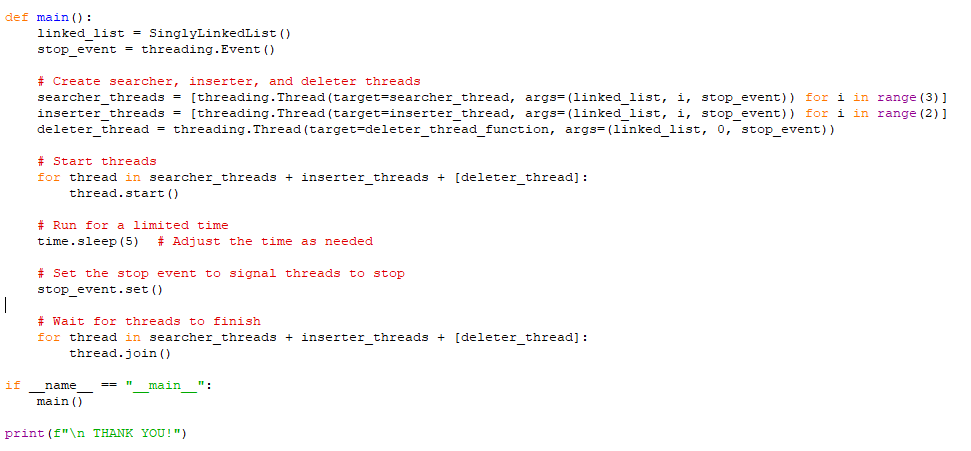 def main():
    linked_list = SinglyLinkedList()
    stop_event = threading.Event()

    # Create searcher, inserter, and deleter threads
    searcher_threads = [threading.Thread(target=searcher_thread, args=(linked_list, i, stop_event)) for i in range(3)]
    inserter_threads = [threading.Thread(target=inserter_thread, args=(linked_list, i, stop_event)) for i in range(2)]
    deleter_thread = threading.Thread(target=deleter_thread_function, args=(linked_list, 0, stop_event))

    # Start threads
    for thread in searcher_threads + inserter_threads + [deleter_thread]:
        thread.start()

    # Run for a limited time
    time.sleep(5)  # Adjust the time as needed

    # Set the stop event to signal threads to stop
    stop_event.set()

    # Wait for threads to finish
    for thread in searcher_threads + inserter_threads + [deleter_thread]:
        thread.join()

if __name__ == "__main__":
    main()

print(f"\n THANK YOU!")